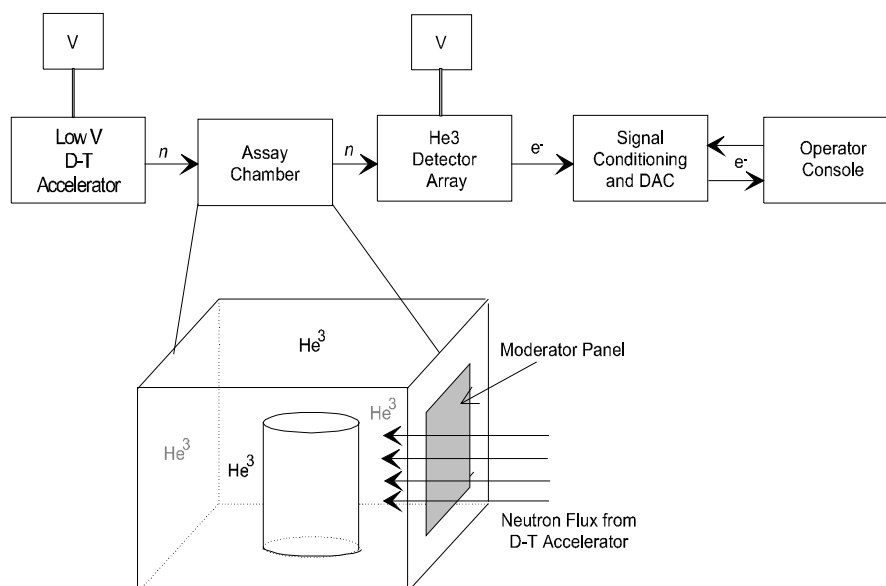 V
V
Low V
D-T
Accelerator
n
Assay
Chamber
n
He3
Detector
Array
e-
Signal
Conditioning
and DAC
e-
Operator
Console
He³
Moderator Panel
He³
He³
He³
Neutron Flux from
D-T Accelerator